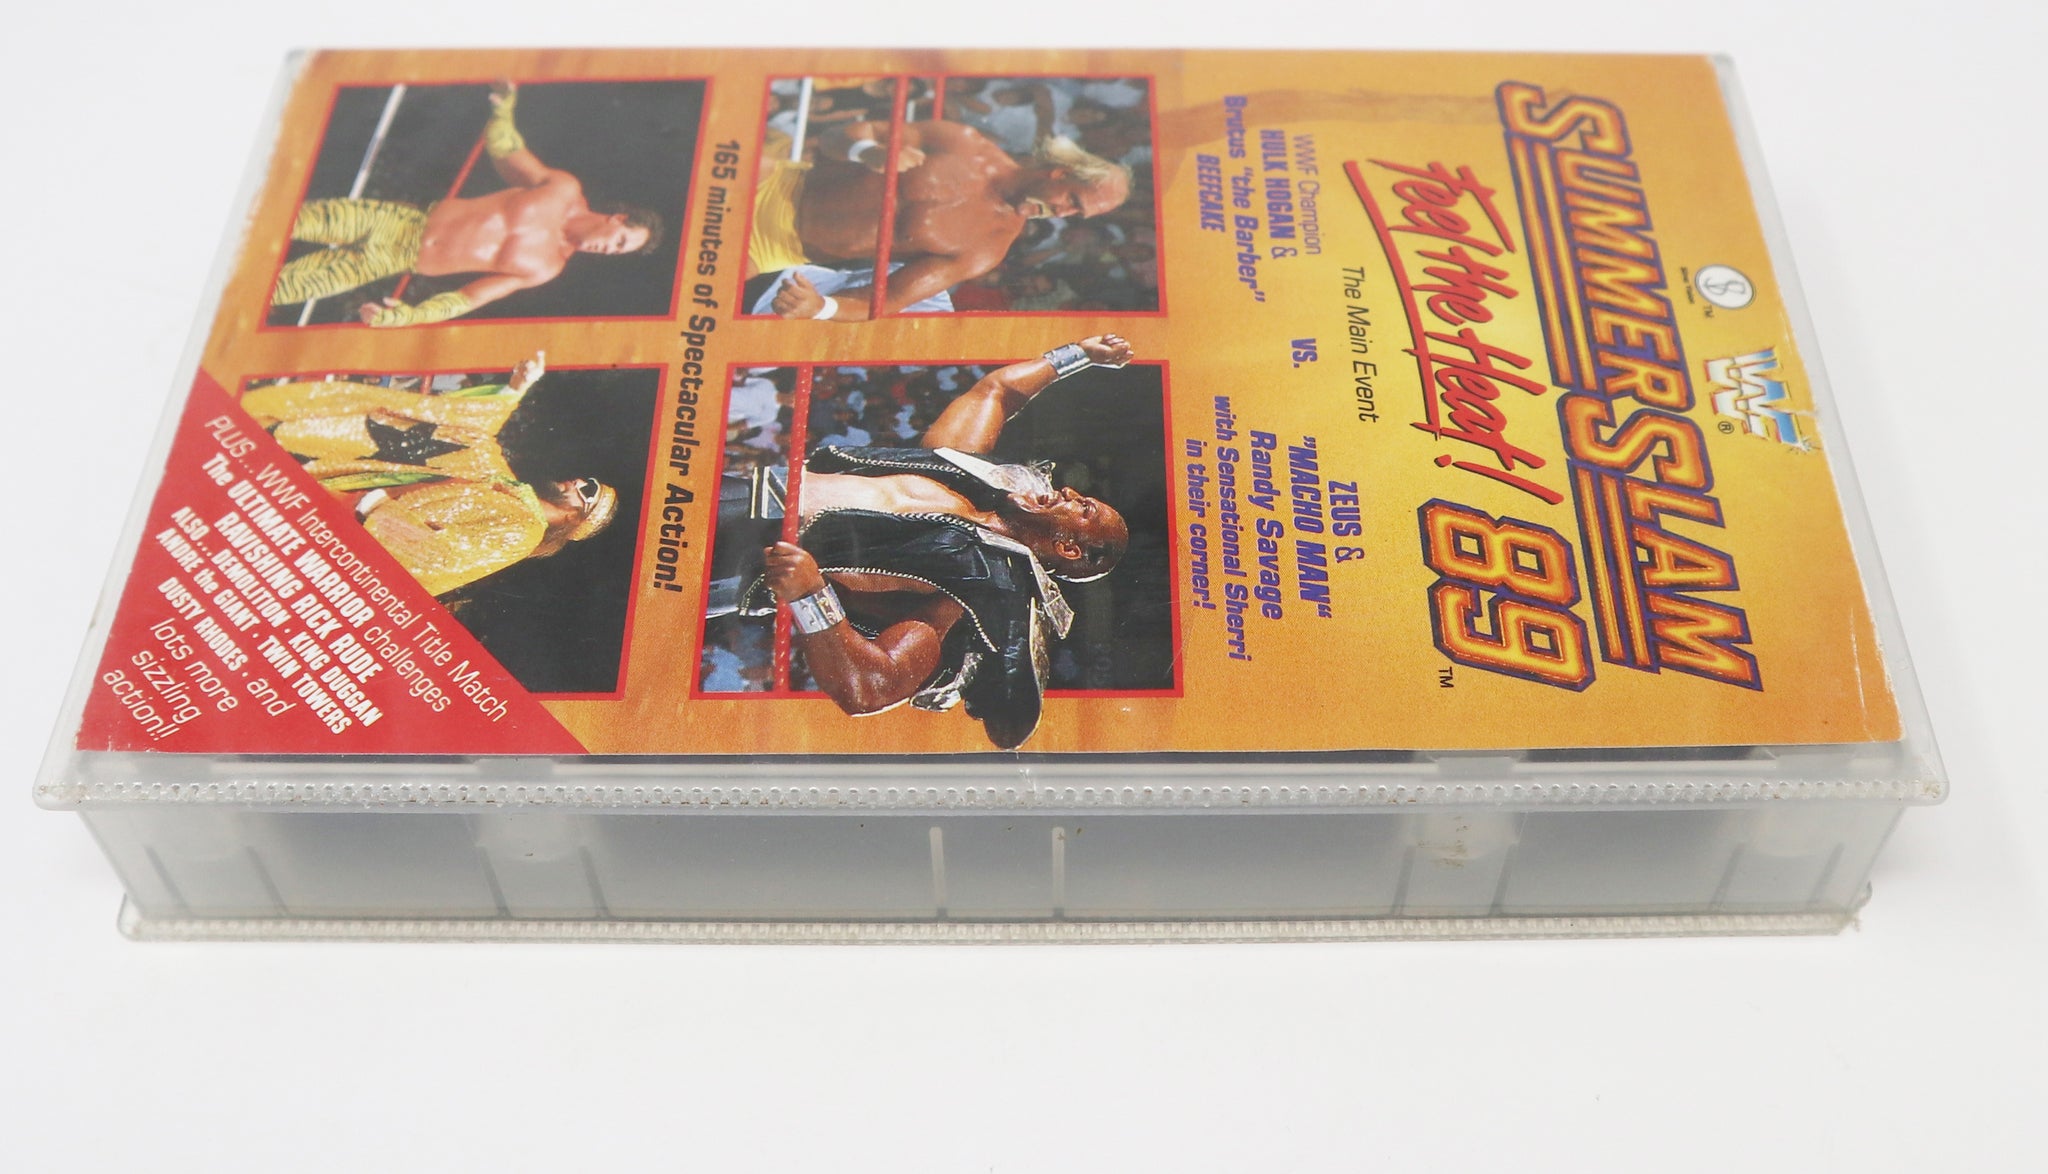 WWF®
SUMMERSLAM
Feel the Heat! 89™
The Main Event
WWF Champion
HULK HOGAN &
Brutus "the Barber"
BEEFCAKE
vs.
ZEUS &
"MACHO MAN"
Randy Savage
with Sensational Sherri
in their corner!
165 minutes of Spectacular Action!
PLUS... WWF Intercontinental Title Match
The ULTIMATE WARRIOR challenges
RAVISHING RICK RUDE
ALSO... DEMOLITION · KING DUGGAN
ANDRE the GIANT · TWIN TOWERS
DUSTY RHODES · and
lots more
sizzling
action!!